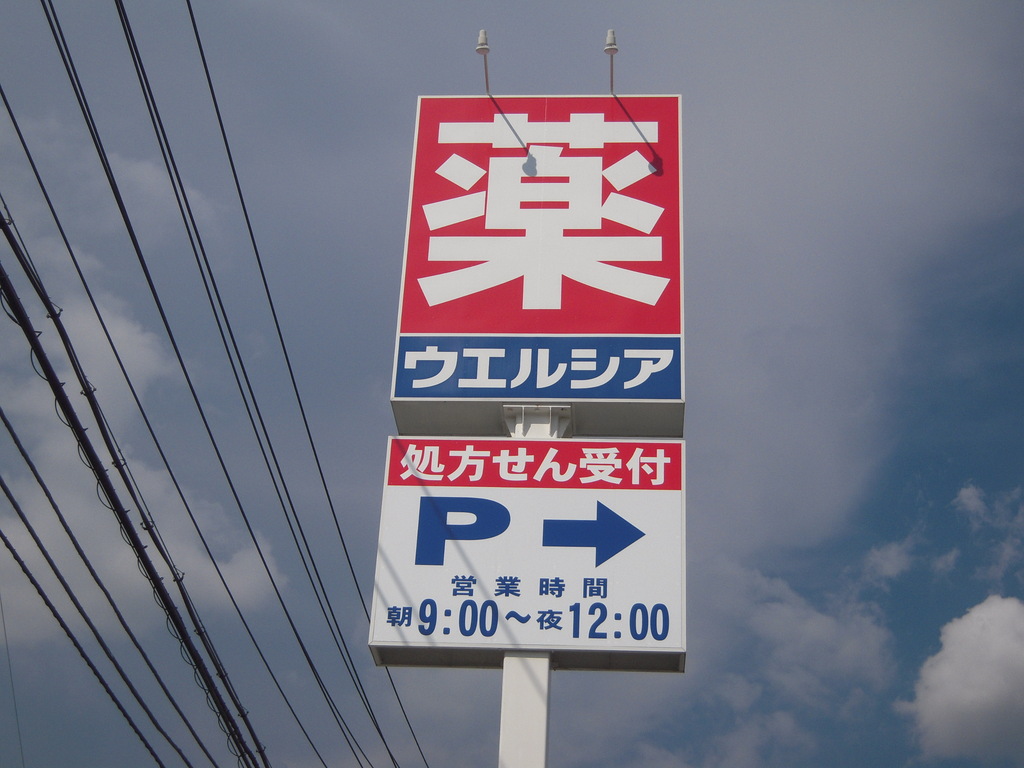 薬
ウエルシア
処方せん受付
P
営業時間
朝9:00～夜12:00